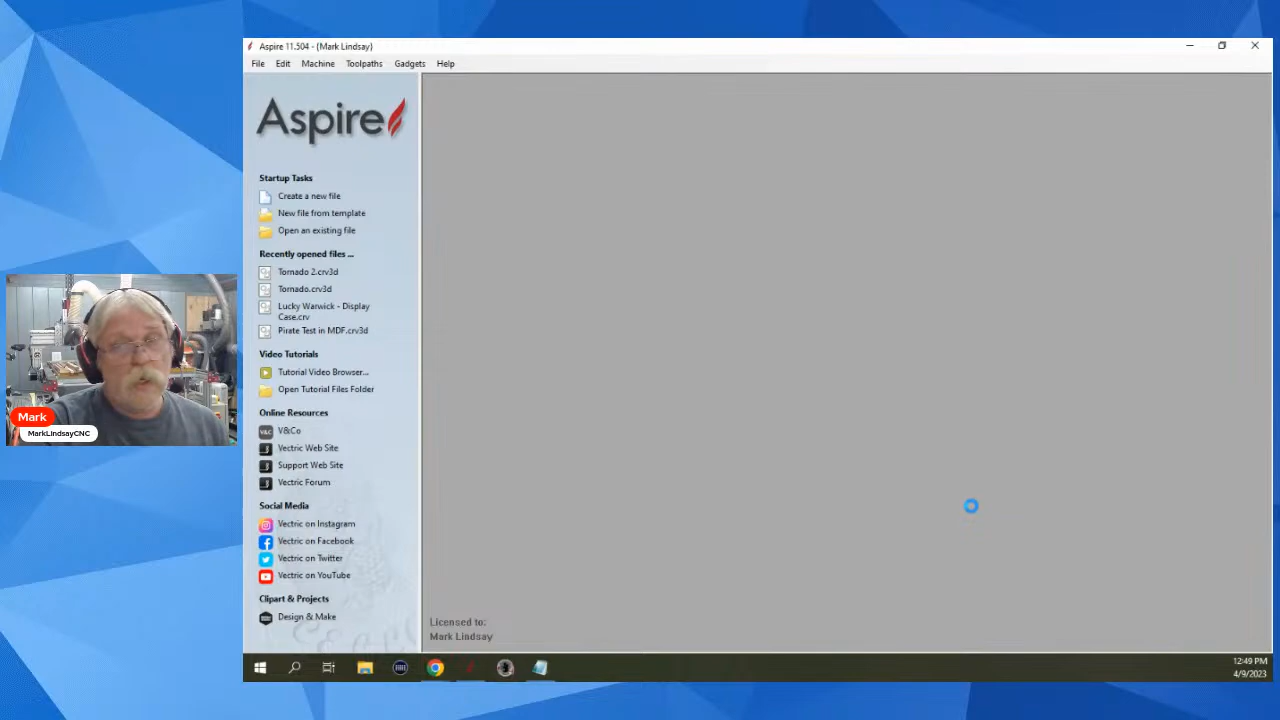 Aspire 11.504 - {Mark Lindsay}
File Edit Machine Toolpaths Gadgets Help
Aspire
Startup Tasks
Create a new file
New file from template
Open an existing file
Recently opened files ...
Tornado 2.crv3d
Tornado.crv3d
Lucky Warwick - Display
Case.crv
Pirate Test in MDF.crv3d
Video Tutorials
Tutorial Video Browser...
Open Tutorial Files Folder
Online Resources
V&Co
Vectric Web Site
Support Web Site
Vectric Forum
Social Media
Vectric on Instagram
Vectric on Facebook
Vectric on Twitter
Vectric on YouTube
Clipart & Projects
Design & Make
Licensed to:
Mark Lindsay
Mark
MarkLindsayCNC
12:49 PM
4/9/2023